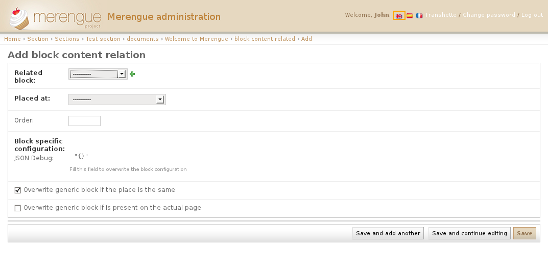 merengue
project
Merengue administration
Welcome, John
Transhette / Change password / Log out
Home › Section › Sections › Test section › documents › Welcome to Merengue › block content related › Add
Add block content relation
Related block:
---------
Placed at:
---------
Order:
Block specific configuration:
JSON Debug:
"{}
Fill this field to overwrite the block configuration
Overwrite generic block if the place is the same
Overwrite generic block if is present on the actual page
Save and add another
Save and continue editing
Save